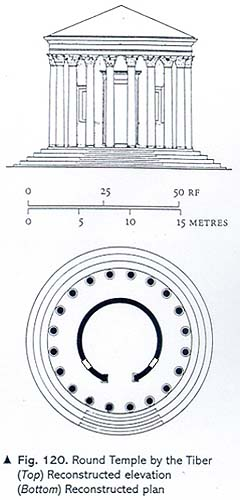 0 25 50 RF
0 5 10 15 METRES
▲ Fig. 120. Round Temple by the Tiber
(Top) Reconstructed elevation
(Bottom) Reconstructed plan